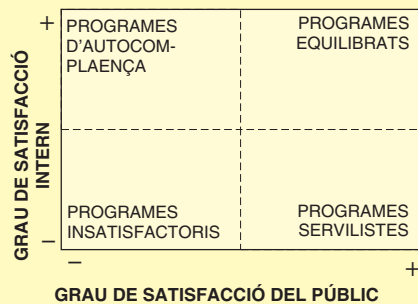 +
PROGRAMES
D'AUTOCOM-
PLAENÇA
PROGRAMES
EQUILIBRATS
GRAU DE SATISFACCIÓ
INTERN
PROGRAMES
INSATISFACTORIS
PROGRAMES
SERVILISTES
–
–
+
GRAU DE SATISFACCIÓ DEL PÚBLIC